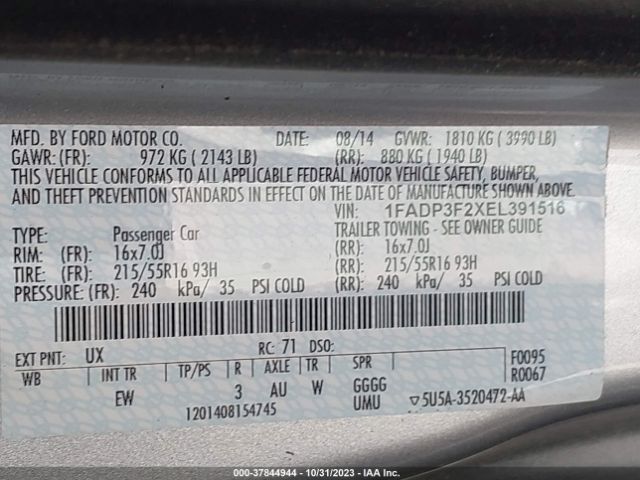 MFD. BY FORD MOTOR CO. DATE: 08/14 GVWR: 1810 KG ( 3990 LB)
GAWR: (FR): 972 KG ( 2143 LB) (RR): 880 KG ( 1940 LB)
THIS VEHICLE CONFORMS TO ALL APPLICABLE FEDERAL MOTOR VEHICLE SAFETY, BUMPER,
AND THEFT PREVENTION STANDARDS IN EFFECT ON THE DATE OF MANUFACTURE SHOWN ABOVE.
VIN: 1FADP3F2XEL391516
TYPE: Passenger Car TRAILER TOWING - SEE OWNER GUIDE
RIM: (FR): 16x7.0J (RR): 16x7.0J
TIRE: (FR): 215/55R16 93H (RR): 215/55R16 93H
PRESSURE: (FR): 240 kPa/ 35 PSI COLD (RR): 240 kPa/ 35 PSI COLD
EXT PNT: UX RC: 71 DSO: F0095
WB INT TR TP/PS R AXLE TR SPR R0067
EW 3 AU W GGGG
UMU ▽5U5A-3520472-AA
1201408154745
000-37844944 - 10/31/2023 - IAA Inc.